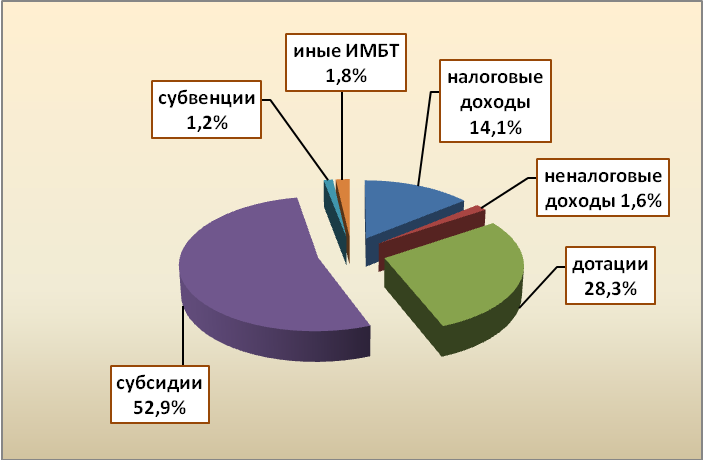 иные ИМБТ
1,8%
налоговые
доходы
14,1%
субвенции
1,2%
неналоговые
доходы 1,6%
дотации
28,3%
субсидии
52,9%